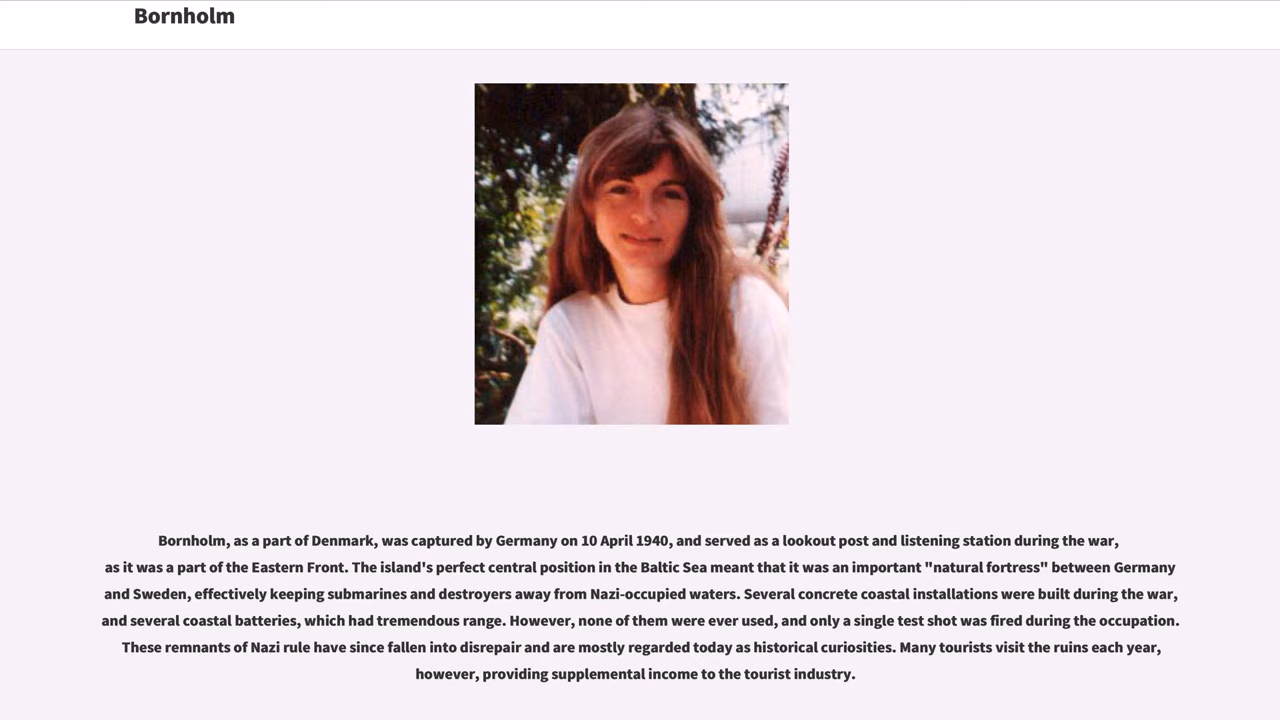 Bornholm
Bornholm, as a part of Denmark, was captured by Germany on 10 April 1940, and served as a lookout post and listening station during the war,
as it was a part of the Eastern Front. The island's perfect central position in the Baltic Sea meant that it was an important "natural fortress" between Germany
and Sweden, effectively keeping submarines and destroyers away from Nazi-occupied waters. Several concrete coastal installations were built during the war,
and several coastal batteries, which had tremendous range. However, none of them were ever used, and only a single test shot was fired during the occupation.
These remnants of Nazi rule have since fallen into disrepair and are mostly regarded today as historical curiosities. Many tourists visit the ruins each year,
however, providing supplemental income to the tourist industry.